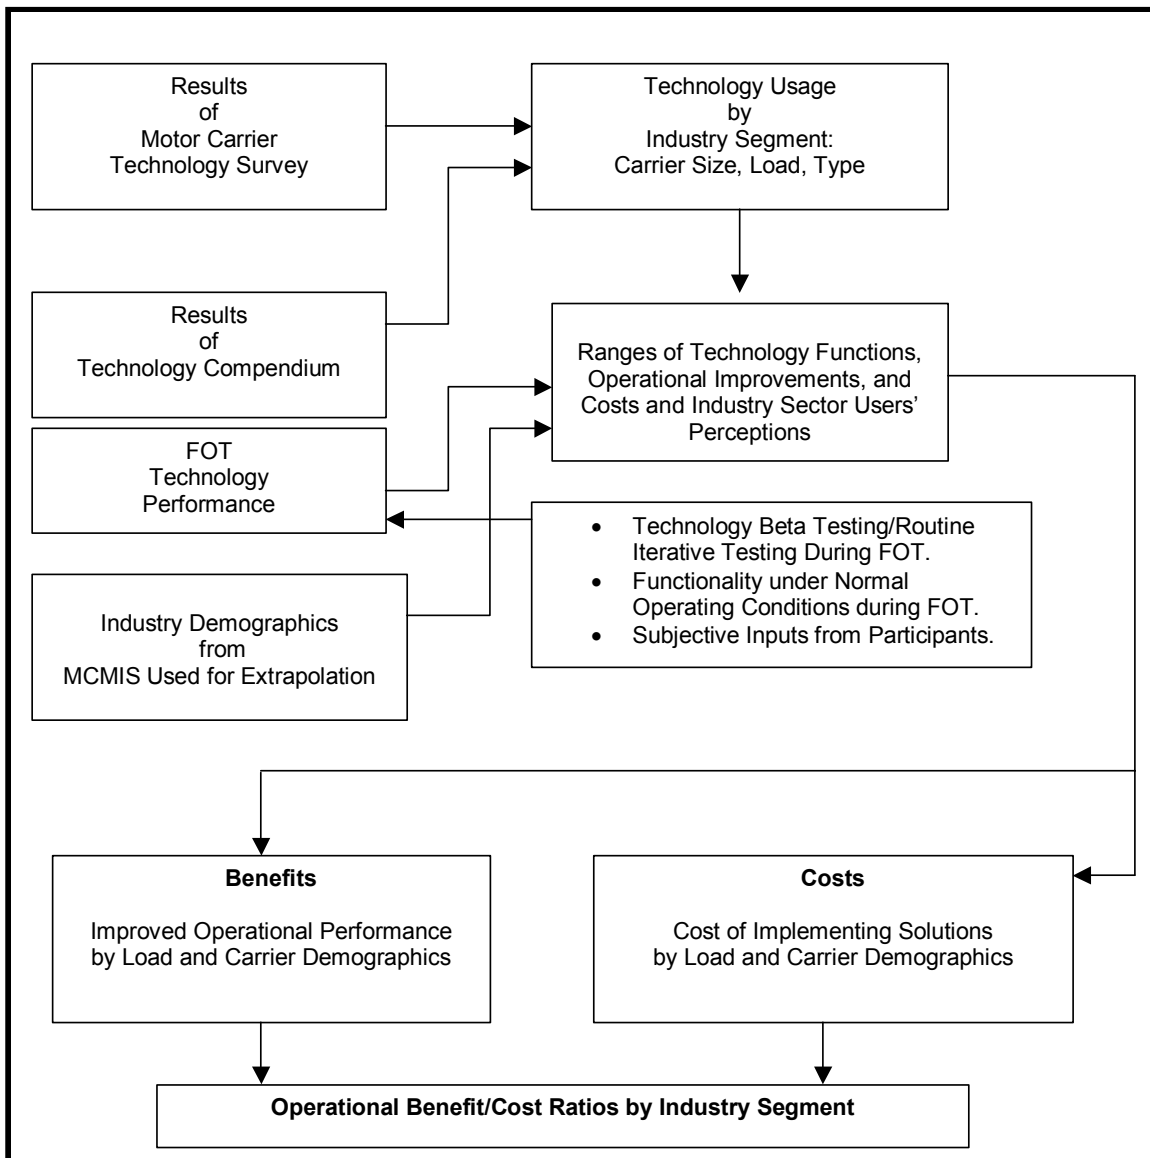 Results
of
Motor Carrier
Technology Survey
Technology Usage
by
Industry Segment:
Carrier Size, Load, Type
Results
of
Technology Compendium
Ranges of Technology Functions,
Operational Improvements, and
Costs and Industry Sector Users’
Perceptions
FOT
Technology
Performance
• Technology Beta Testing/Routine
Iterative Testing During FOT.
• Functionality under Normal
Operating Conditions during FOT.
• Subjective Inputs from Participants.
Industry Demographics
from
MCMIS Used for Extrapolation
Benefits
Improved Operational Performance
by Load and Carrier Demographics
Costs
Cost of Implementing Solutions
by Load and Carrier Demographics
Operational Benefit/Cost Ratios by Industry Segment